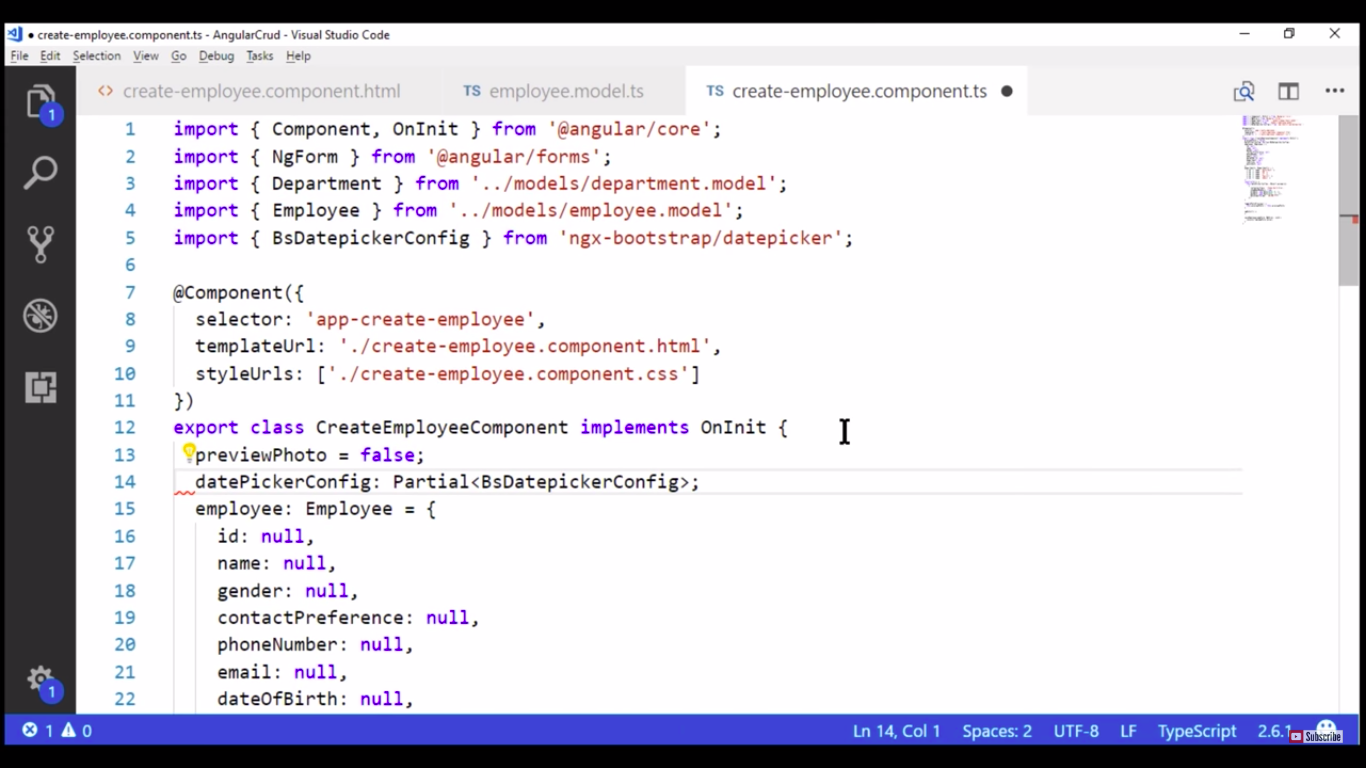 create-employee.component.ts - AngularCrud - Visual Studio Code
File Edit Selection View Go Debug Tasks Help
create-employee.component.html TS employee.model.ts TS create-employee.component.ts
1 import { Component, OnInit } from '@angular/core';
2 import { NgForm } from '@angular/forms';
3 import { Department } from '../models/department.model';
4 import { Employee } from '../models/employee.model';
5 import { BsDatepickerConfig } from 'ngx-bootstrap/datepicker';
6
7 @Component({
8 selector: 'app-create-employee',
9 templateUrl: './create-employee.component.html',
10 styleUrls: ['./create-employee.component.css']
11 })
12 export class CreateEmployeeComponent implements OnInit {
13 previewPhoto = false;
14 datePickerConfig: Partial<BsDatepickerConfig>;
15 employee: Employee = {
16 id: null,
17 name: null,
18 gender: null,
19 contactPreference: null,
20 phoneNumber: null,
21 email: null,
22 dateOfBirth: null,
1
1
1 0 Ln 14, Col 1 Spaces: 2 UTF-8 LF TypeScript 2.6.1 Subscribe